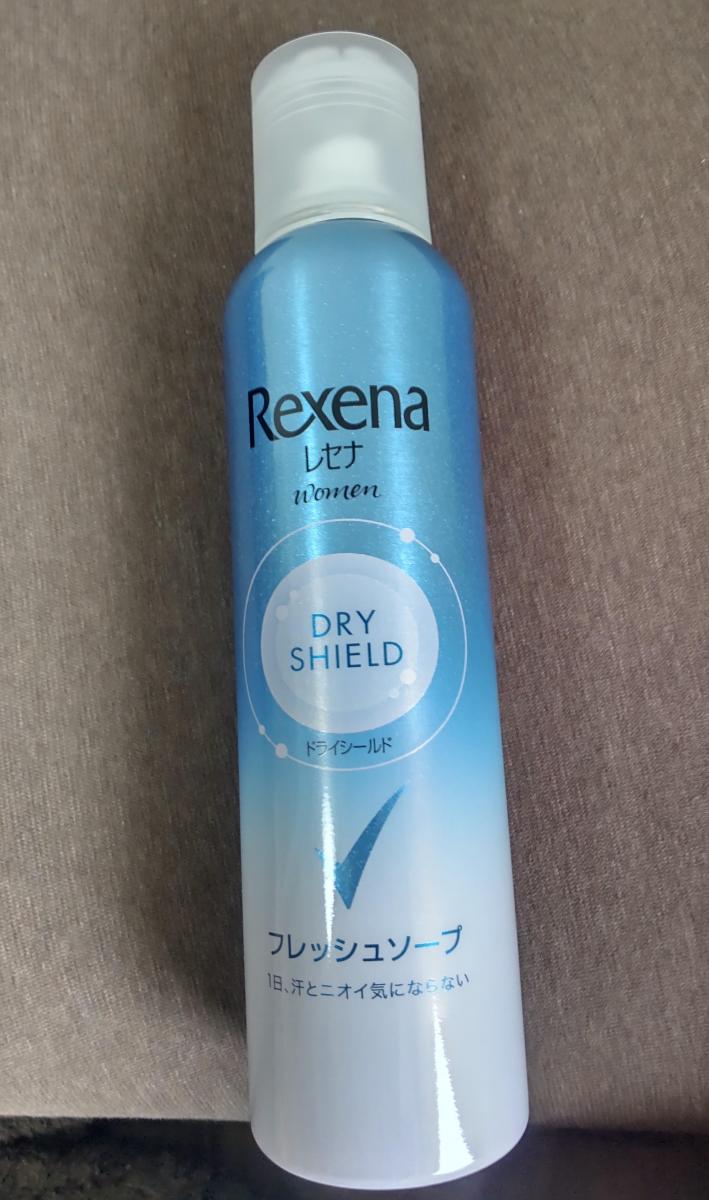 Rexena
レセナ
women
DRY
SHIELD
ドライシールド
フレッシュソープ
1日、汗とニオイ気にならない